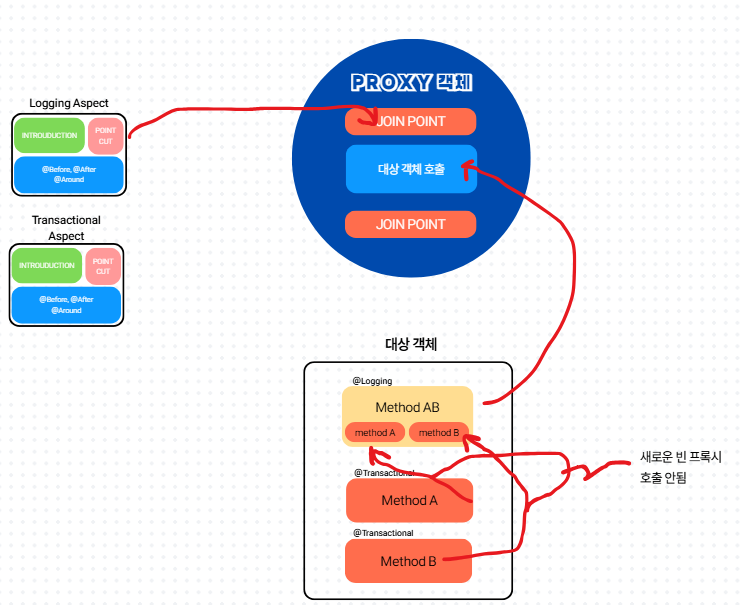 PROXY 객체
Logging Aspect
INTROUDUCTION
POINT
CUT
@Before, @After
@Around
JOIN POINT
대상 객체 호출
JOIN POINT
Transactional
Aspect
INTROUDUCTION
POINT
CUT
@Before, @After
@Around
대상 객체
@Logging
Method AB
method A
method B
@Transactional
Method A
@Transactional
Method B
새로운 빈 프록시
호출 안됨